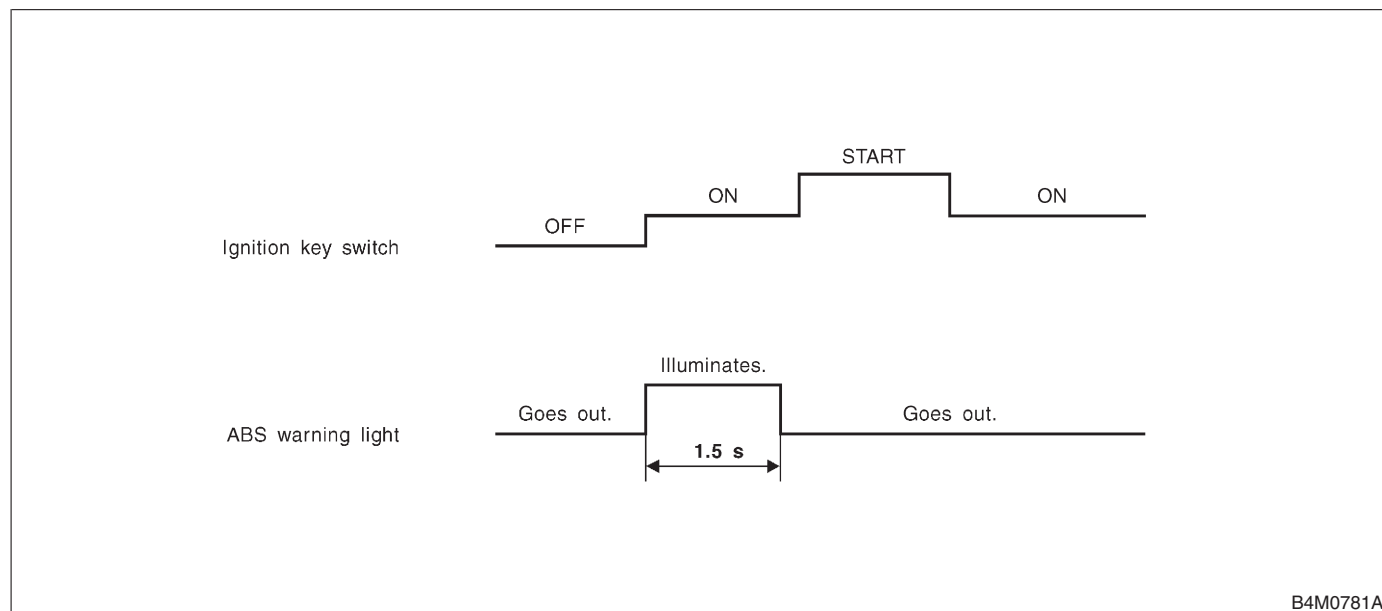 START
ON
ON
OFF
Ignition key switch
Illuminates.
Goes out.
Goes out.
ABS warning light
1.5 s
B4M0781A